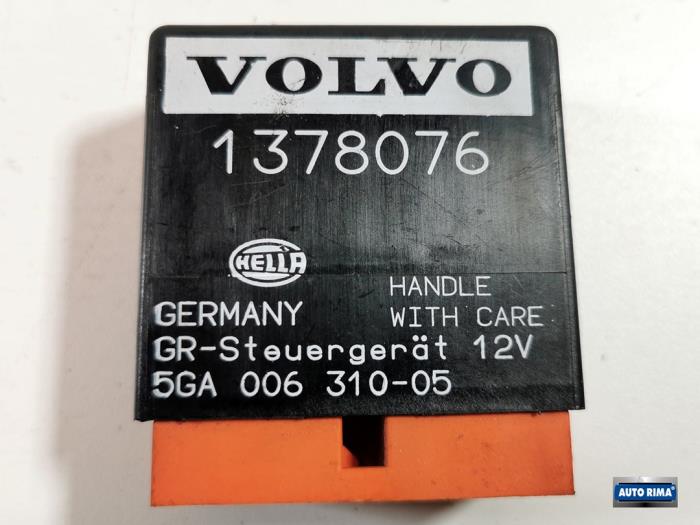 VOLVO
1378076
HELLA
HANDLE
GERMANY WITH CARE
GR-Steuergerät 12V
5GA 006 310-05
AUTO RIMA®